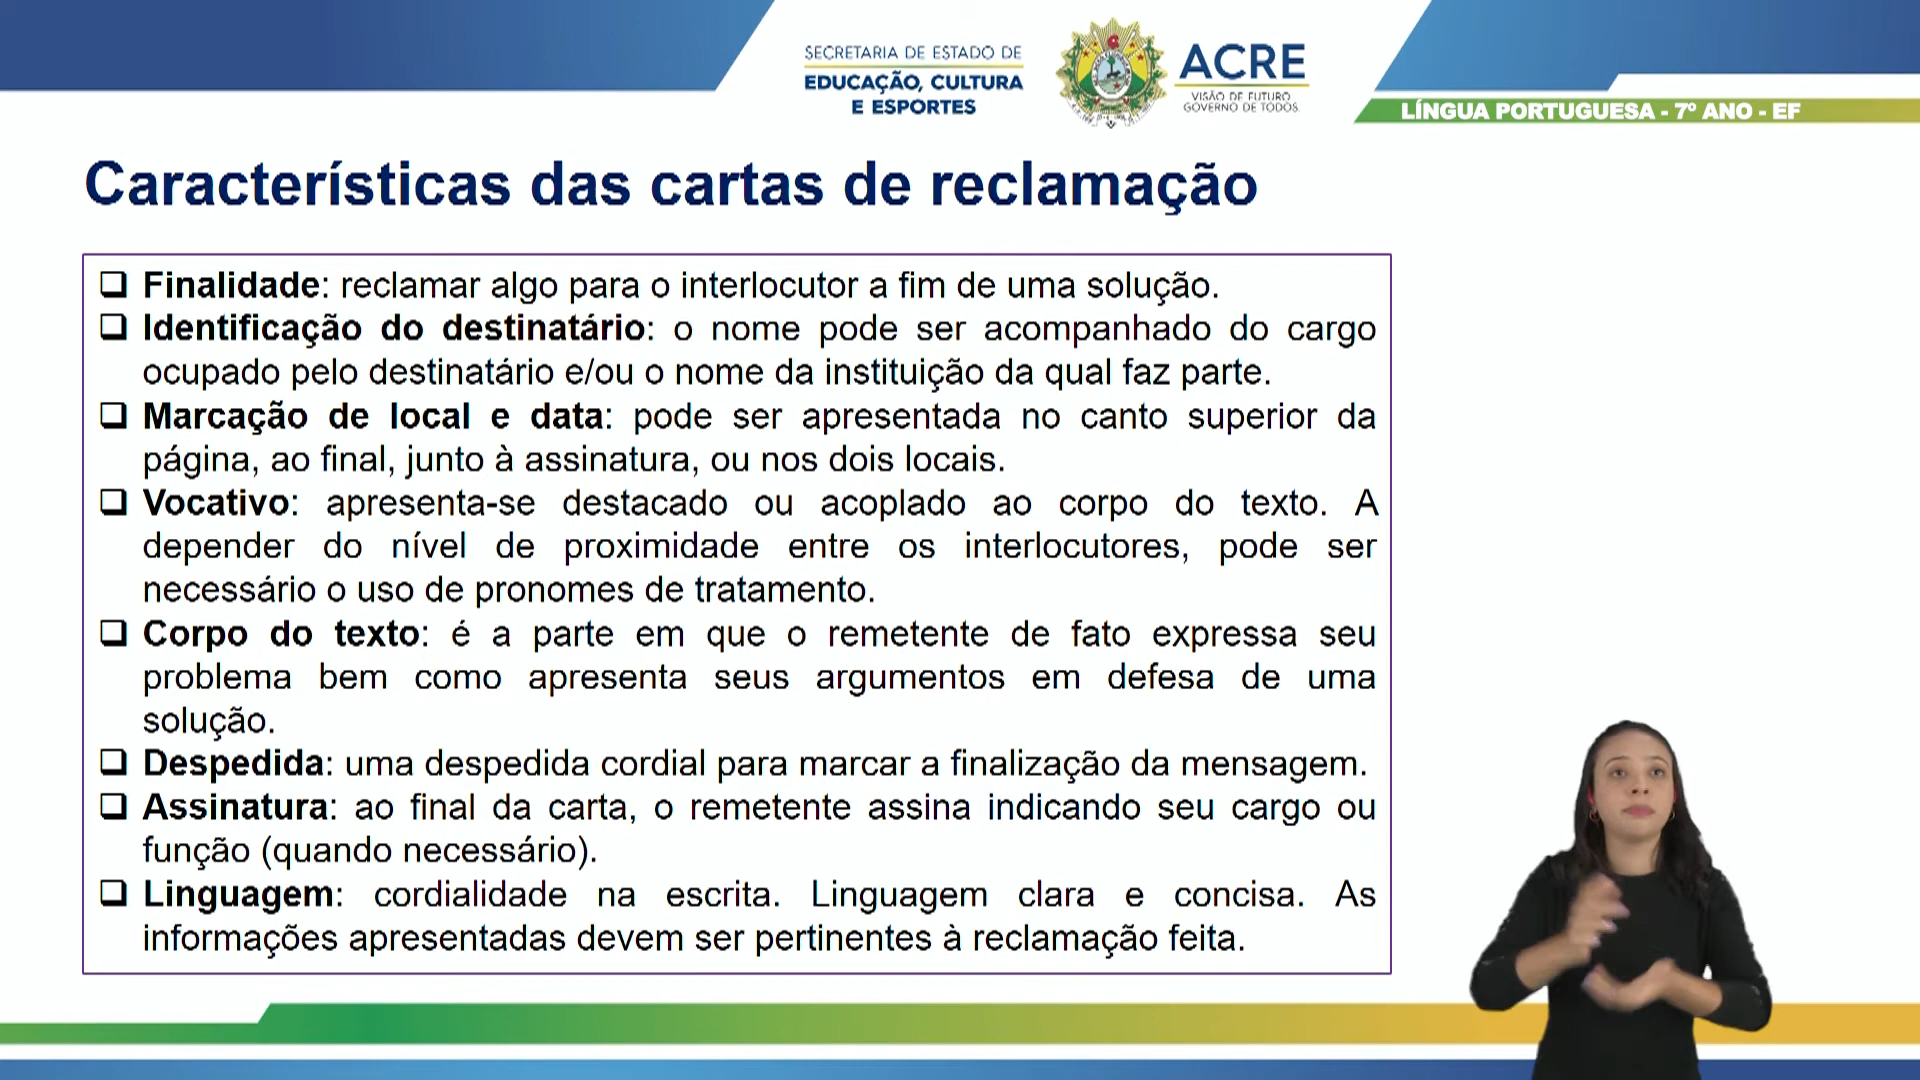 SECRETARIA DE ESTADO DE
EDUCAÇÃO, CULTURA
E ESPORTES
ACRE
VISÃO DE FUTURO
GOVERNO DE TODOS
LÍNGUA PORTUGUESA - 7º ANO - EF
Características das cartas de reclamação
❑ Finalidade: reclamar algo para o interlocutor a fim de uma solução.
❑ Identificação do destinatário: o nome pode ser acompanhado do cargo
ocupado pelo destinatário e/ou o nome da instituição da qual faz parte.
❑ Marcação de local e data: pode ser apresentada no canto superior da
página, ao final, junto à assinatura, ou nos dois locais.
❑ Vocativo: apresenta-se destacado ou acoplado ao corpo do texto. A
depender do nível de proximidade entre os interlocutores, pode ser
necessário o uso de pronomes de tratamento.
❑ Corpo do texto: é a parte em que o remetente de fato expressa seu
problema bem como apresenta seus argumentos em defesa de uma
solução.
❑ Despedida: uma despedida cordial para marcar a finalização da mensagem.
❑ Assinatura: ao final da carta, o remetente assina indicando seu cargo ou
função (quando necessário).
❑ Linguagem: cordialidade na escrita. Linguagem clara e concisa. As
informações apresentadas devem ser pertinentes à reclamação feita.